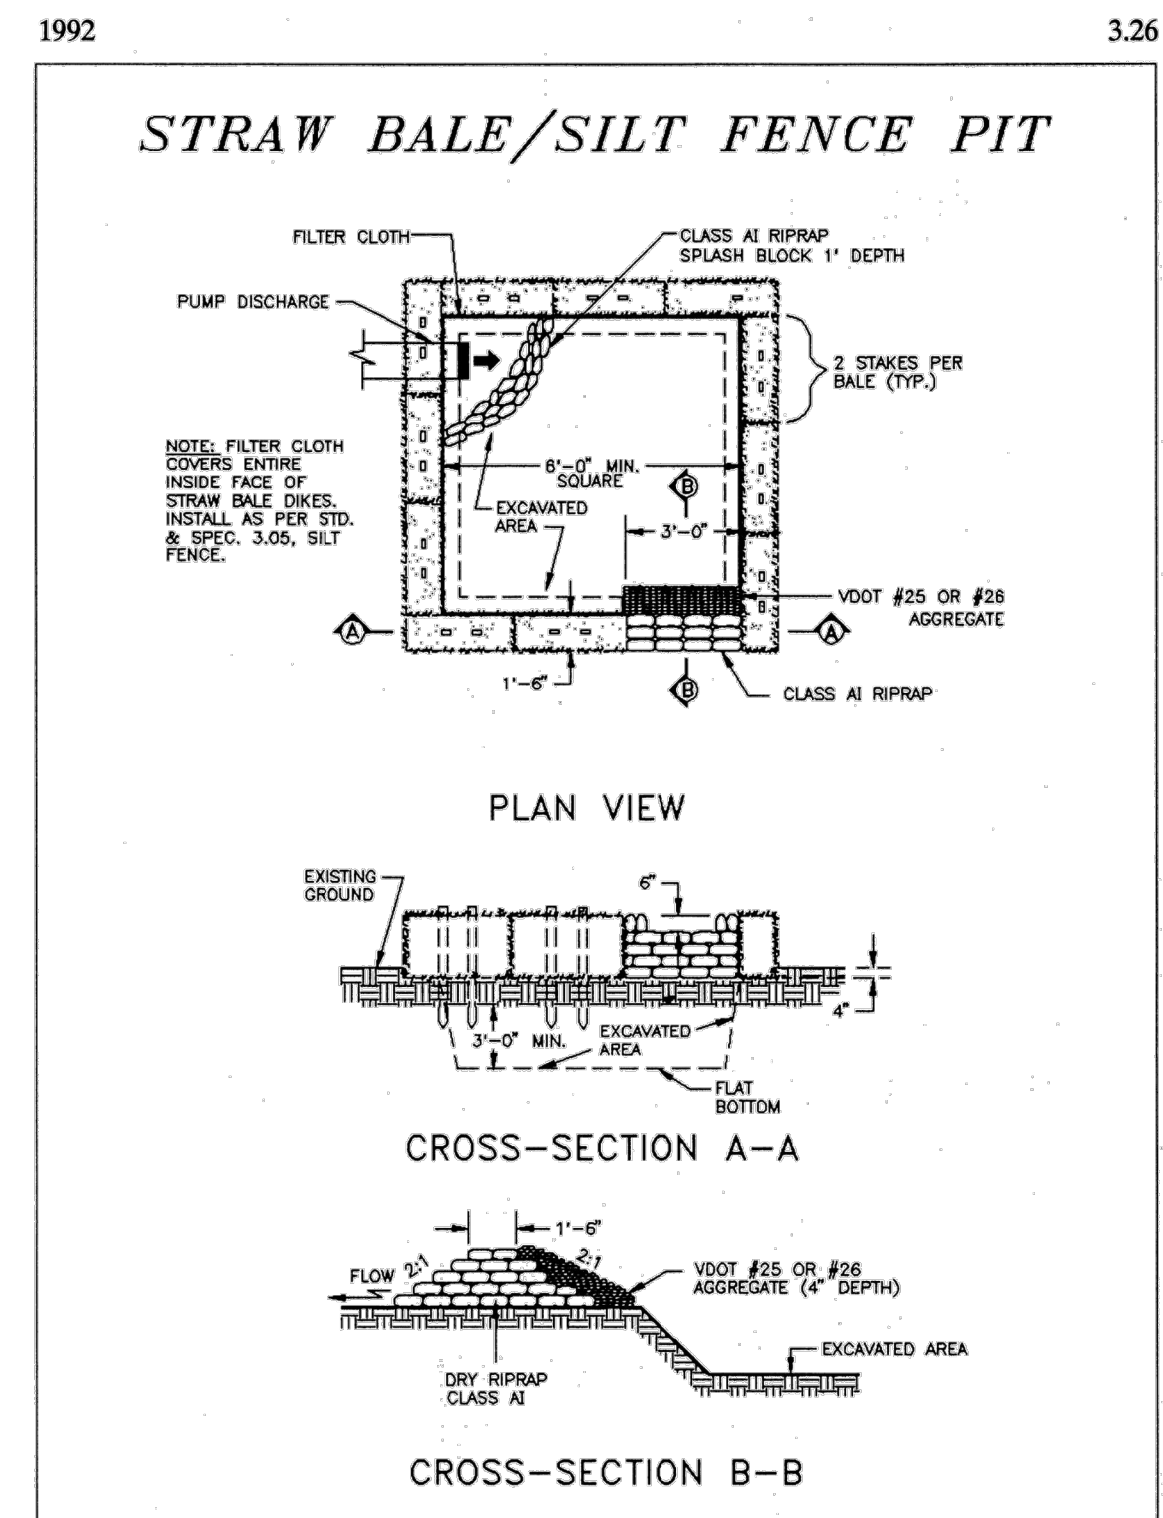 1992
3.26
STRAW BALE/SILT FENCE PIT
FILTER CLOTH
CLASS AI RIPRAP
SPLASH BLOCK 1' DEPTH
PUMP DISCHARGE
2 STAKES PER
BALE (TYP.)
NOTE: FILTER CLOTH
COVERS ENTIRE
INSIDE FACE OF
STRAW BALE DIKES.
INSTALL AS PER STD.
& SPEC. 3.05, SILT
FENCE.
6'-0" MIN.
SQUARE
B
EXCAVATED
AREA
3'-0"
VDOT #25 OR #26
AGGREGATE
A
A
1'-6"
B
CLASS AI RIPRAP
PLAN VIEW
EXISTING
GROUND
6"
4"
3'-0" MIN.
EXCAVATED
AREA
FLAT
BOTTOM
CROSS-SECTION A-A
1'-6"
2:1
2:1
FLOW
VDOT #25 OR #26
AGGREGATE (4" DEPTH)
EXCAVATED AREA
DRY RIPRAP
CLASS AI
CROSS-SECTION B-B